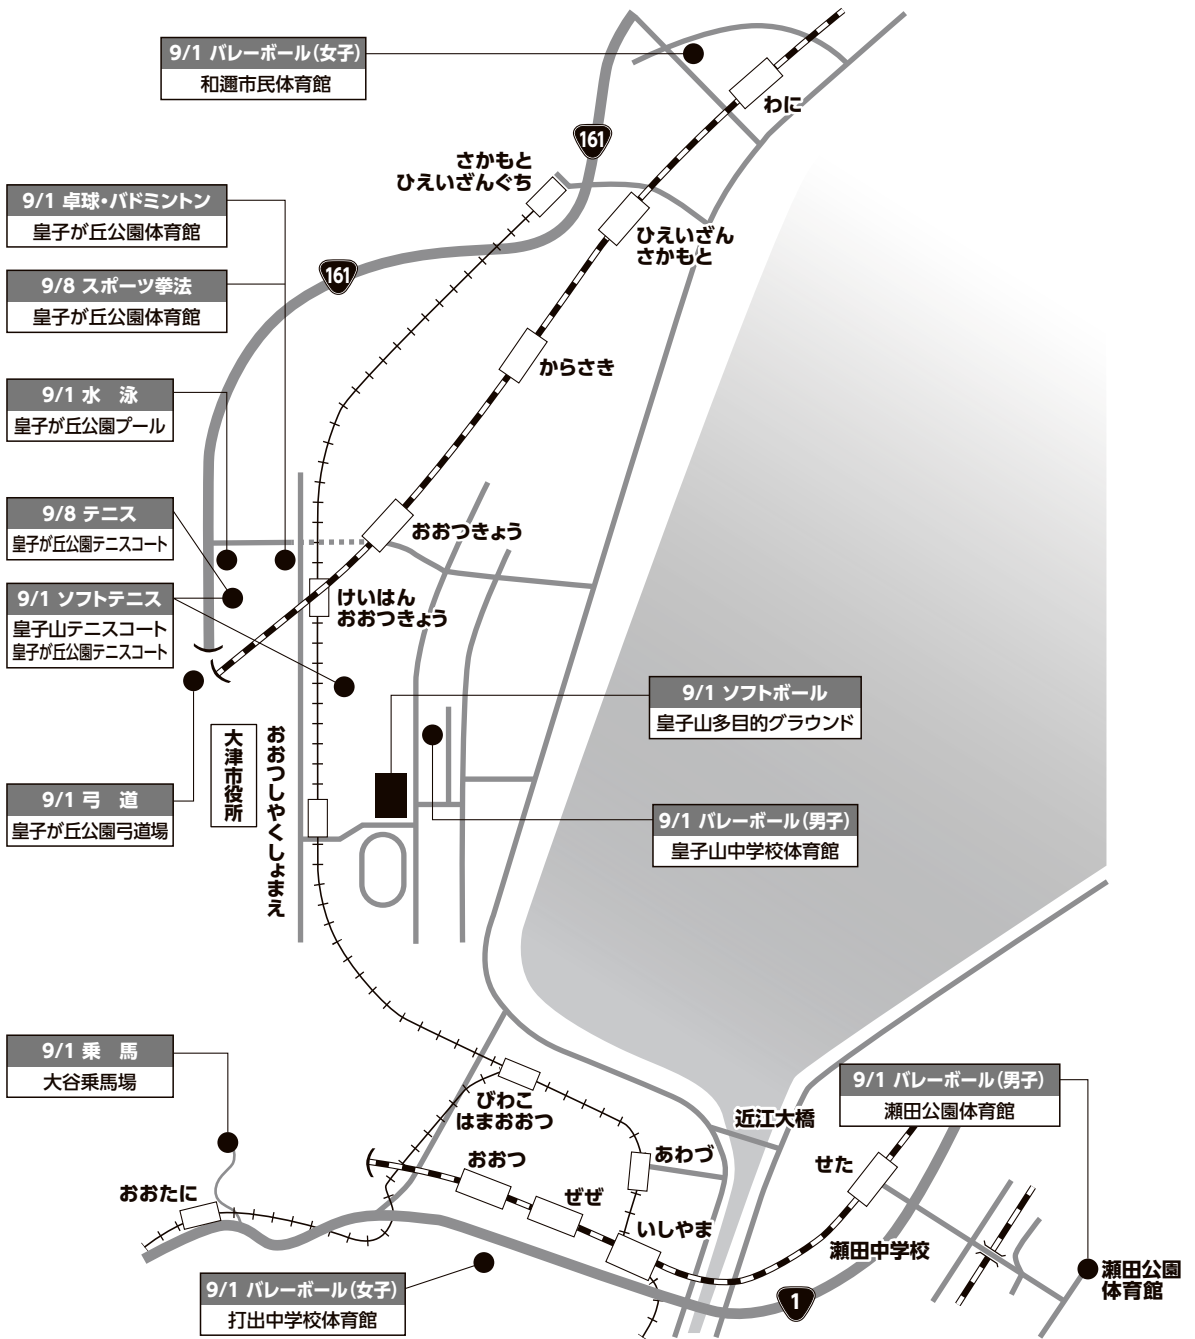 9/1 バレーボール(女子)
和邇市民体育館
わに
161
さかもと
ひえいざんぐち
9/1 卓球・バドミントン
皇子が丘公園体育館
ひえいざん
さかもと
161
9/8 スポーツ拳法
皇子が丘公園体育館
からさき
9/1 水 泳
皇子が丘公園プール
9/8 テニス
皇子が丘公園テニスコート
おおつきょう
9/1 ソフトテニス
皇子山テニスコート
皇子が丘公園テニスコート
けいはん
おおつきょう
9/1 ソフトボール
皇子山多目的グラウンド
大津市役所
おおつしやくしょまえ
9/1 弓 道
皇子が丘公園弓道場
9/1 バレーボール(男子)
皇子山中学校体育館
9/1 乗 馬
大谷乗馬場
9/1 バレーボール(男子)
瀬田公園体育館
びわこ
はまおおつ
近江大橋
おおつ
あわづ
せた
おおたに
ぜぜ
いしやま
瀬田中学校
瀬田公園
体育館
9/1 バレーボール(女子)
打出中学校体育館
1